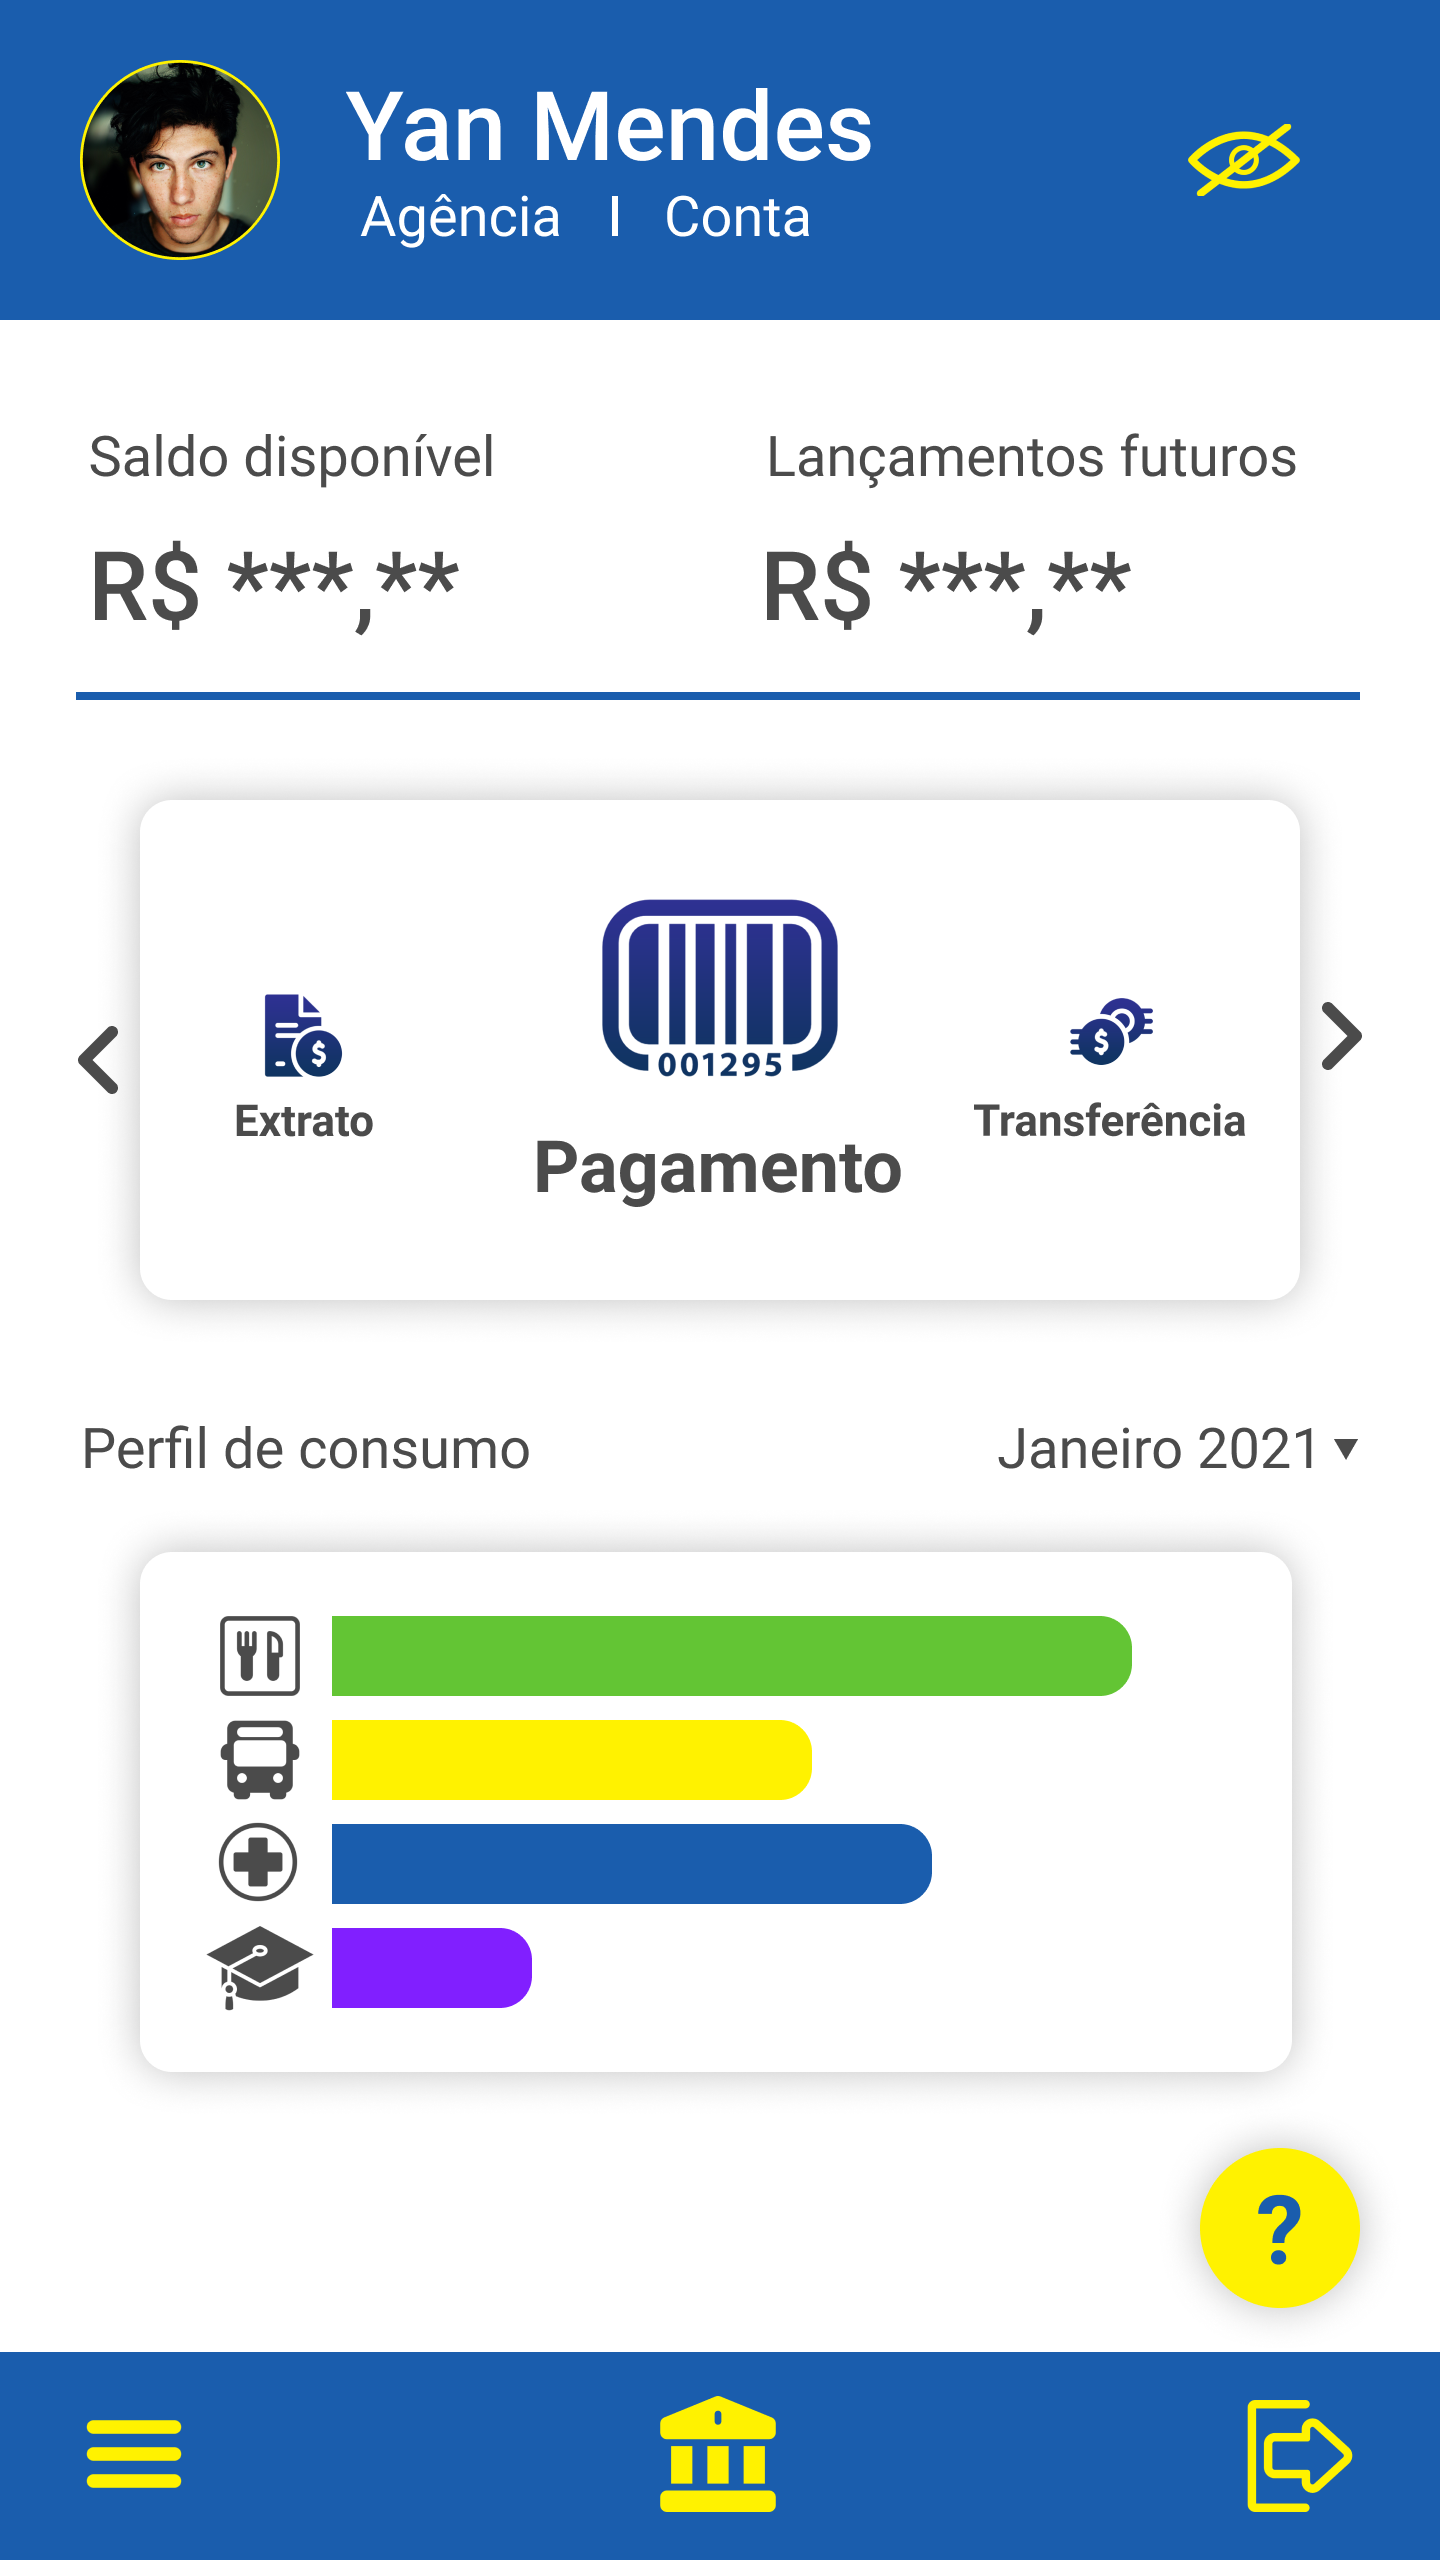 Yan Mendes
Agência | Conta
Saldo disponível
Lançamentos futuros
R$ ***,**
R$ ***,**
001295
Extrato
Pagamento
Transferência
Perfil de consumo
Janeiro 2021
?